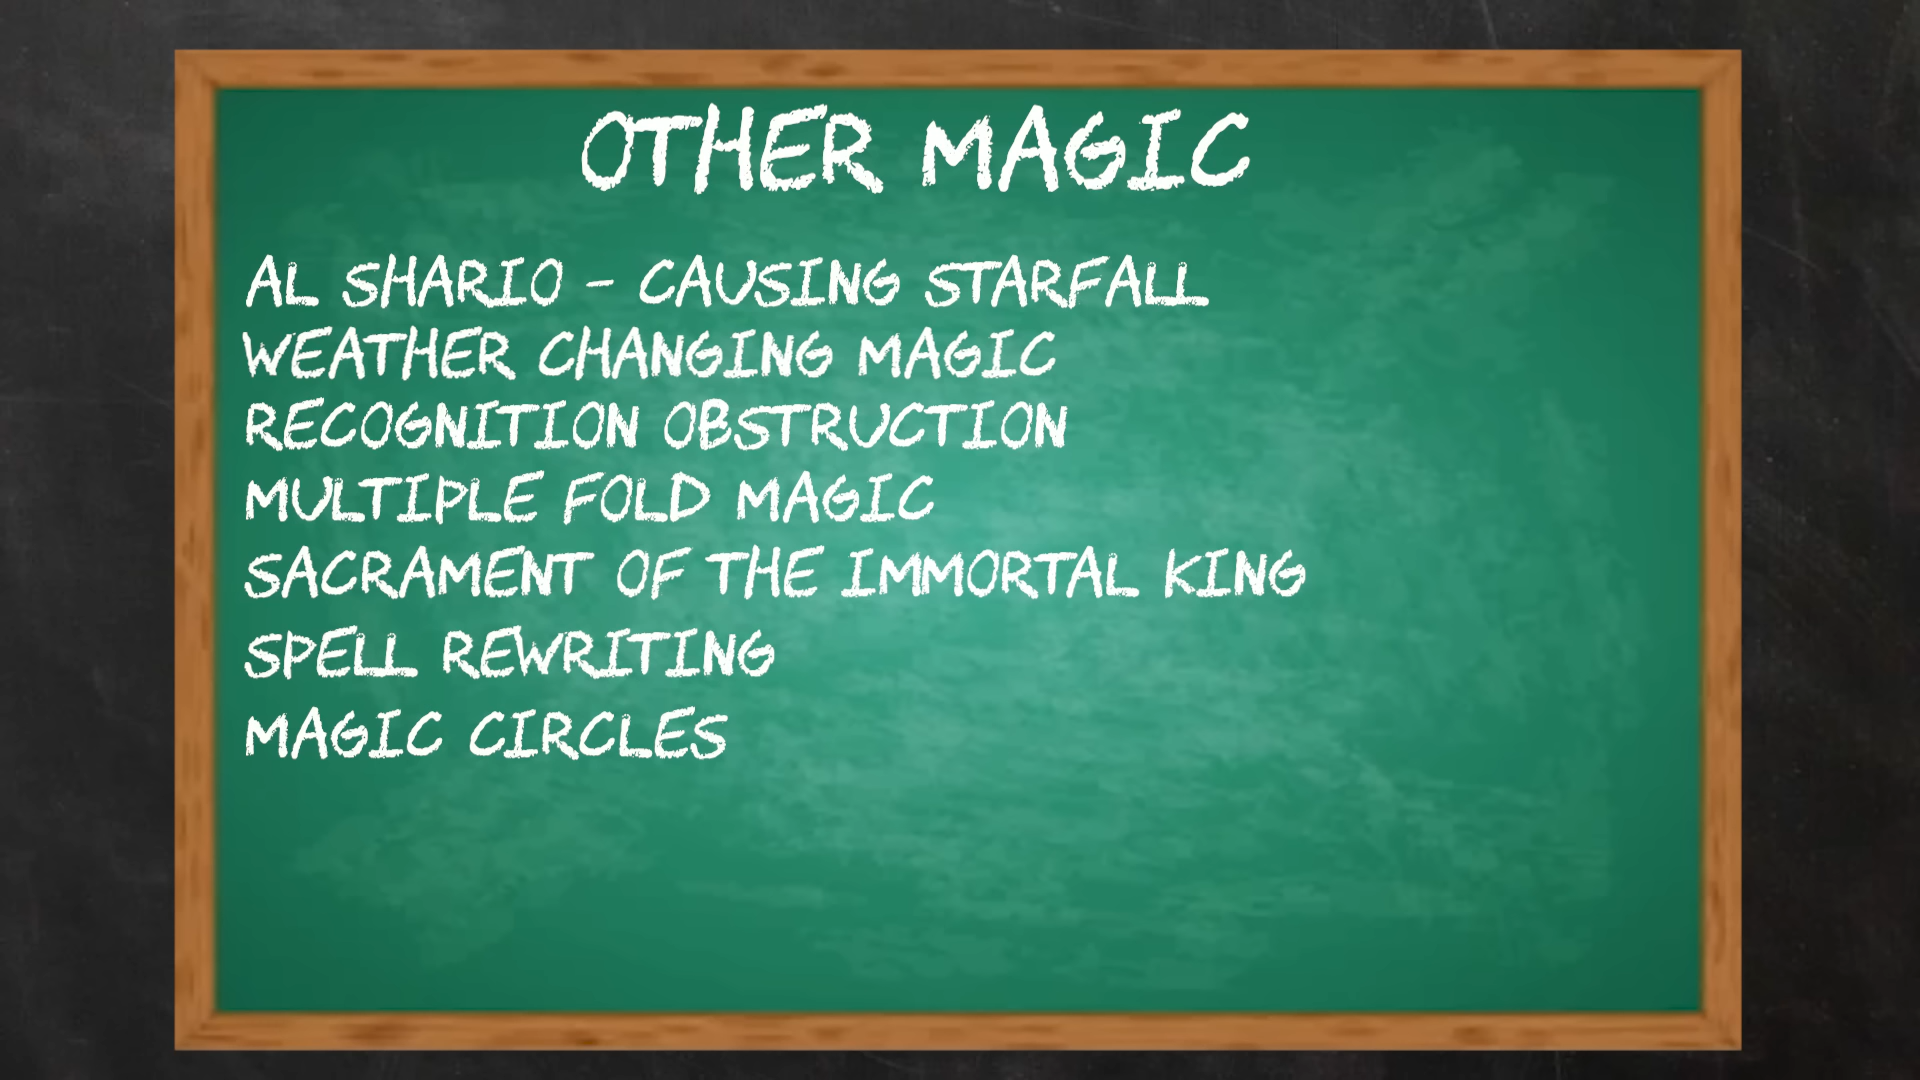 OTHER MAGIC
AL SHARIO - CAUSING STARFALL
WEATHER CHANGING MAGIC
RECOGNITION OBSTRUCTION
MULTIPLE FOLD MAGIC
SACRAMENT OF THE IMMORTAL KING
SPELL REWRITING
MAGIC CIRCLES